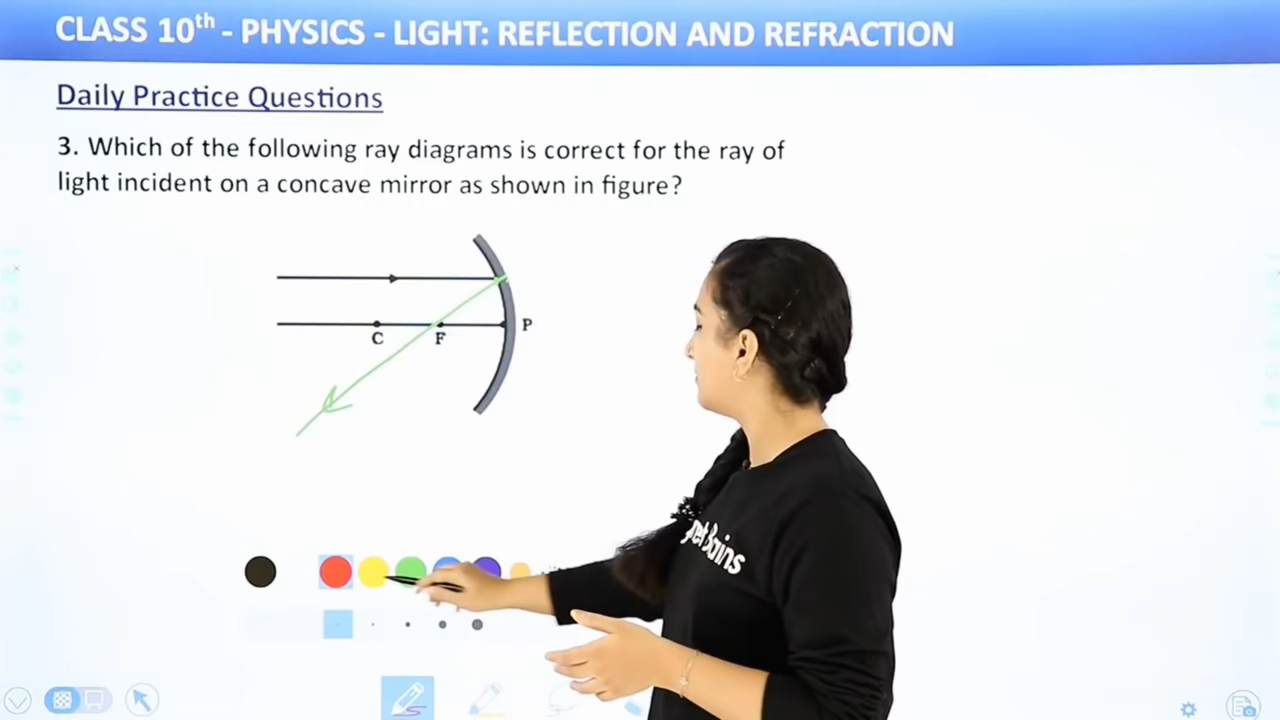 CLASS 10th - PHYSICS - LIGHT: REFLECTION AND REFRACTION
Daily Practice Questions
3. Which of the following ray diagrams is correct for the ray of
light incident on a concave mirror as shown in figure?
C
F
P